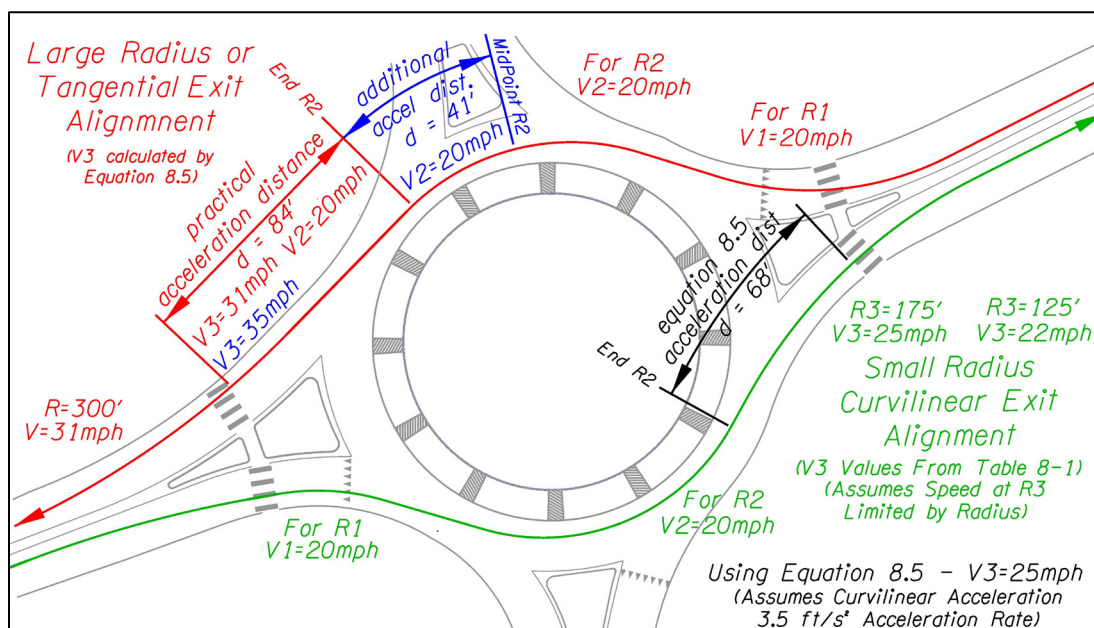 Large Radius or
Tangential Exit
Alignmnent
(V3 calculated by
Equation 8.5)
End R2
additional
accel dist.
d = 41'
V2=20mph
MidPoint R2
practical
acceleration distance
d = 84'
V3=31mph V2=20mph
V3=35mph
For R2
V2=20mph
For R1
V1=20mph
equation 8.5
acceleration dist
d = 68'
End R2
R3=175' R3=125'
V3=25mph V3=22mph
Small Radius
Curvilinear Exit
Alignment
(V3 Values From Table 8-1)
(Assumes Speed at R3
Limited by Radius)
R=300'
V=31mph
For R1
V1=20mph
For R2
V2=20mph
Using Equation 8.5 - V3=25mph
(Assumes Curvilinear Acceleration
3.5 ft/s² Acceleration Rate)